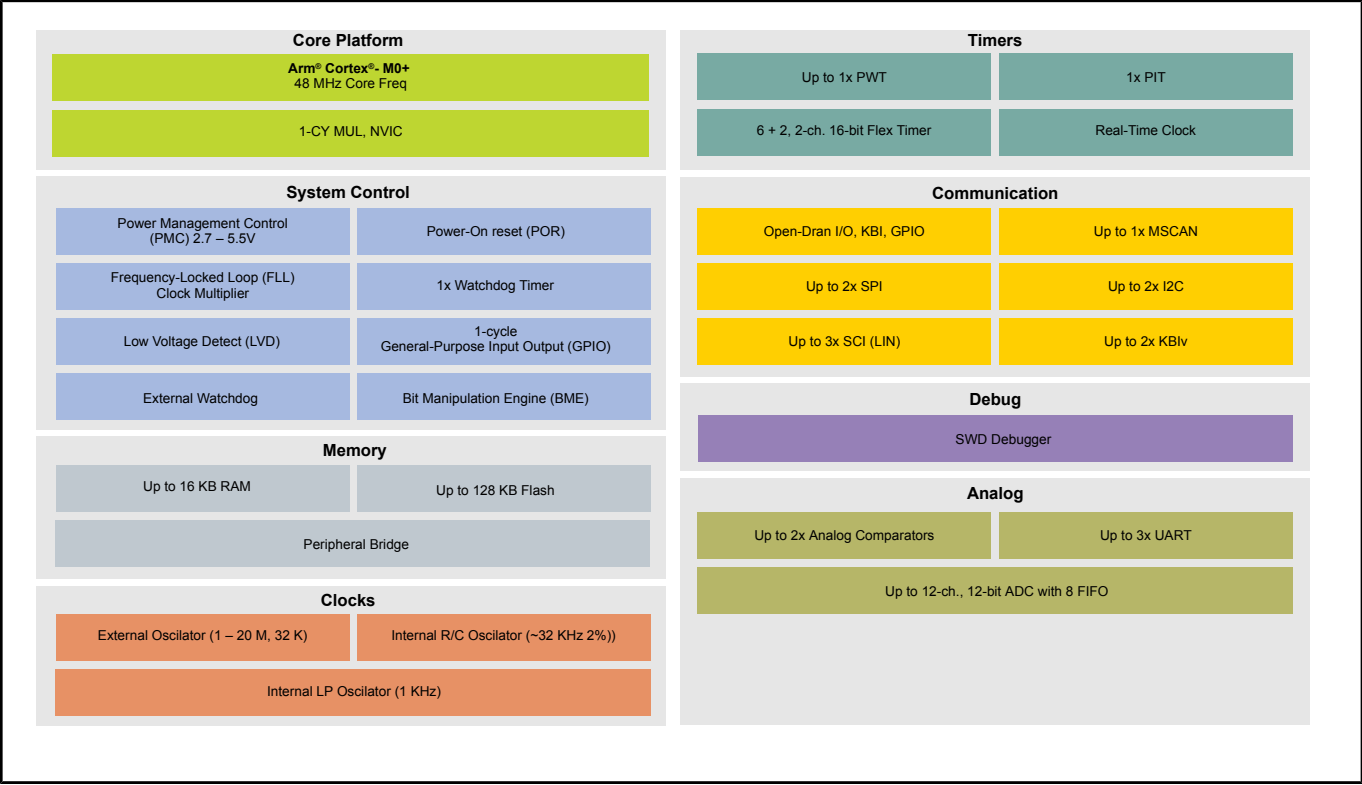 Core Platform
Arm® Cortex®- M0+
48 MHz Core Freq
1-CY MUL, NVIC
System Control
Power Management Control
(PMC) 2.7 – 5.5V
Power-On reset (POR)
Frequency-Locked Loop (FLL)
Clock Multiplier
1x Watchdog Timer
Low Voltage Detect (LVD)
1-cycle
General-Purpose Input Output (GPIO)
External Watchdog
Bit Manipulation Engine (BME)
Memory
Up to 16 KB RAM
Up to 128 KB Flash
Peripheral Bridge
Clocks
External Oscilator (1 – 20 M, 32 K)
Internal R/C Oscilator (~32 KHz 2%))
Internal LP Oscilator (1 KHz)
Timers
Up to 1x PWT
1x PIT
6 + 2, 2-ch. 16-bit Flex Timer
Real-Time Clock
Communication
Open-Dran I/O, KBI, GPIO
Up to 1x MSCAN
Up to 2x SPI
Up to 2x I2C
Up to 3x SCI (LIN)
Up to 2x KBIv
Debug
SWD Debugger
Analog
Up to 2x Analog Comparators
Up to 3x UART
Up to 12-ch., 12-bit ADC with 8 FIFO